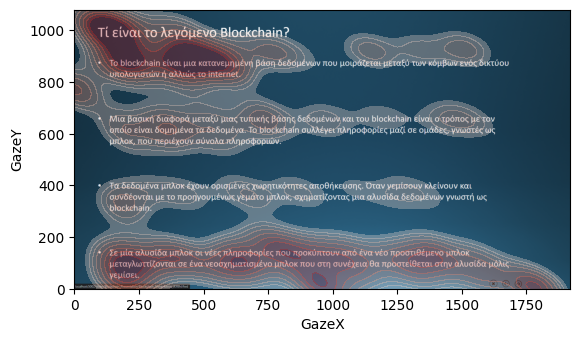 1000
800
600
400
200
0
GazeY
Τί είναι το λεγόμενο Blockchain?
• Το blockchain είναι μια κατανεμημένη βάση δεδομένων που μοιράζεται μεταξύ των κόμβων ενός δικτύου
υπολογιστών ή αλλιώς το internet.
• Μια βασική διαφορά μεταξύ μιας τυπικής βάσης δεδομένων και του blockchain είναι ο τρόπος με τον
οποίο είναι δομημένα τα δεδομένα. Το blockchain συλλέγει πληροφορίες μαζί σε ομάδες, γνωστές ως
μπλοκ, που περιέχουν σύνολα πληροφοριών.
• Τα δεδομένα μπλοκ έχουν ορισμένες χωρητικότητες αποθήκευσης. Όταν γεμίσουν κλείνουν και
συνδέονται με το προηγουμένως γεμάτο μπλοκ, σχηματίζοντας μια αλυσίδα δεδομένων γνωστή ως
blockchain.
• Σε μία αλυσίδα μπλοκ οι νέες πληροφορίες που προκύπτουν από ένα νέο προστιθέμενο μπλοκ
μεταγλωττίζονται σε ένα νεοσχηματισμένο μπλοκ που στη συνέχεια θα προστεθεί στην αλυσίδα μόλις
γεμίσει.
0 250 500 750 1000 1250 1500 1750
GazeX